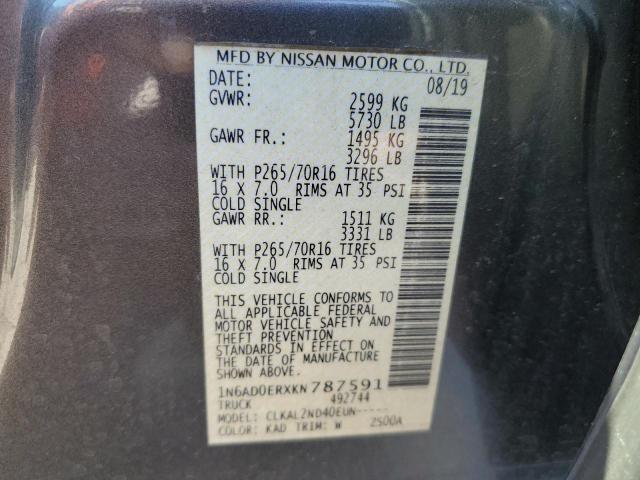 MFD BY NISSAN MOTOR CO., LTD.
DATE: 08/19
GVWR: 2599 KG
5730 LB
GAWR FR.: 1495 KG
3296 LB
WITH P265/70R16 TIRES
16 X 7.0 RIMS AT 35 PSI
COLD SINGLE
GAWR RR.: 1511 KG
3331 LB
WITH P265/70R16 TIRES
16 X 7.0 RIMS AT 35 PSI
COLD SINGLE
THIS VEHICLE CONFORMS TO
ALL APPLICABLE FEDERAL
MOTOR VEHICLE SAFETY AND
THEFT PREVENTION
STANDARDS IN EFFECT ON
THE DATE OF MANUFACTURE
SHOWN ABOVE.
1N6AD0ERXKN787591
TRUCK 492744
MODEL: CLKAL2ND40EUN-----
COLOR: KAD TRIM: W 2500A